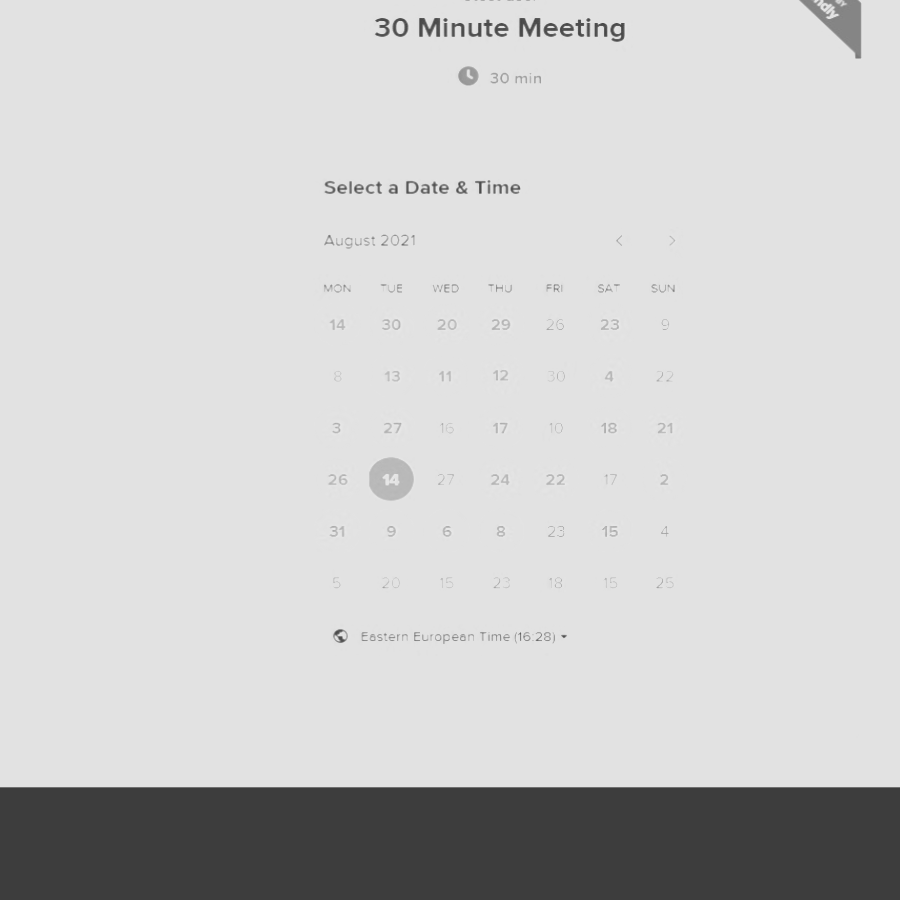 30 Minute Meeting
30 min
Select a Date & Time
August 2021
MON TUE WED THU FRI SAT SUN
14 30 20 29 26 23 9
8 13 11 12 30 4 22
3 27 16 17 10 18 21
26 14 27 24 22 17 2
31 9 6 8 23 15 4
5 20 15 23 18 15 25
Eastern European Time (16:28)